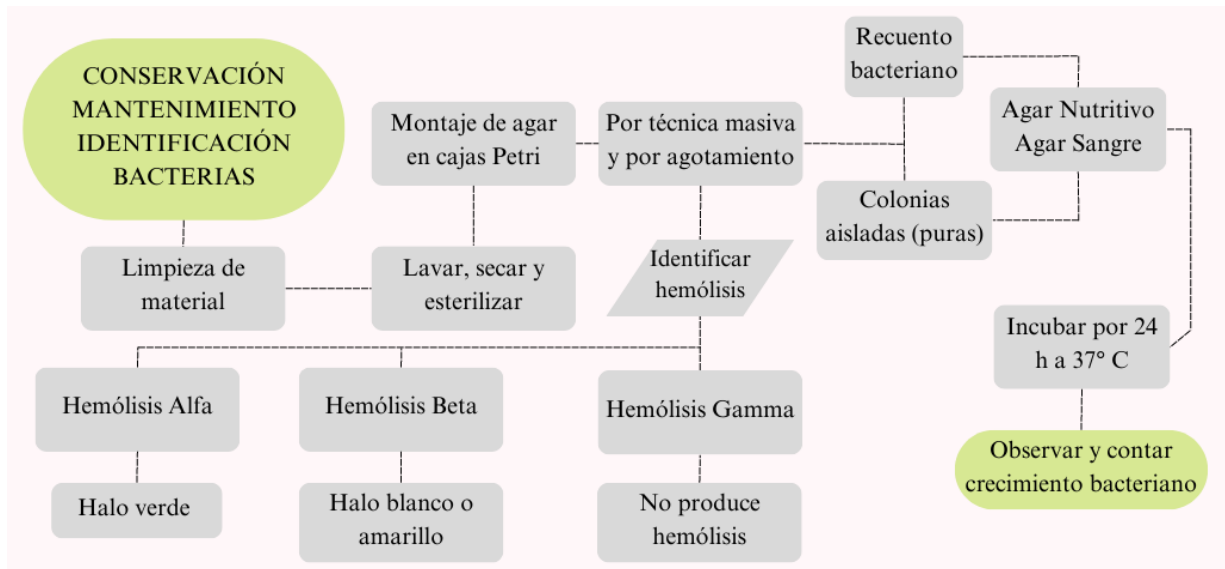 CONSERVACIÓN
MANTENIMIENTO
IDENTIFICACIÓN
BACTERIAS
Limpieza de
material
Lavar, secar y
esterilizar
Montaje de agar
en cajas Petri
Por técnica masiva
y por agotamiento
Recuento
bacteriano
Colonias
aisladas (puras)
Agar Nutritivo
Agar Sangre
Incubar por 24
h a 37° C
Observar y contar
crecimiento bacteriano
Identificar
hemólisis
Hemólisis Alfa
Halo verde
Hemólisis Beta
Halo blanco o
amarillo
Hemólisis Gamma
No produce
hemólisis